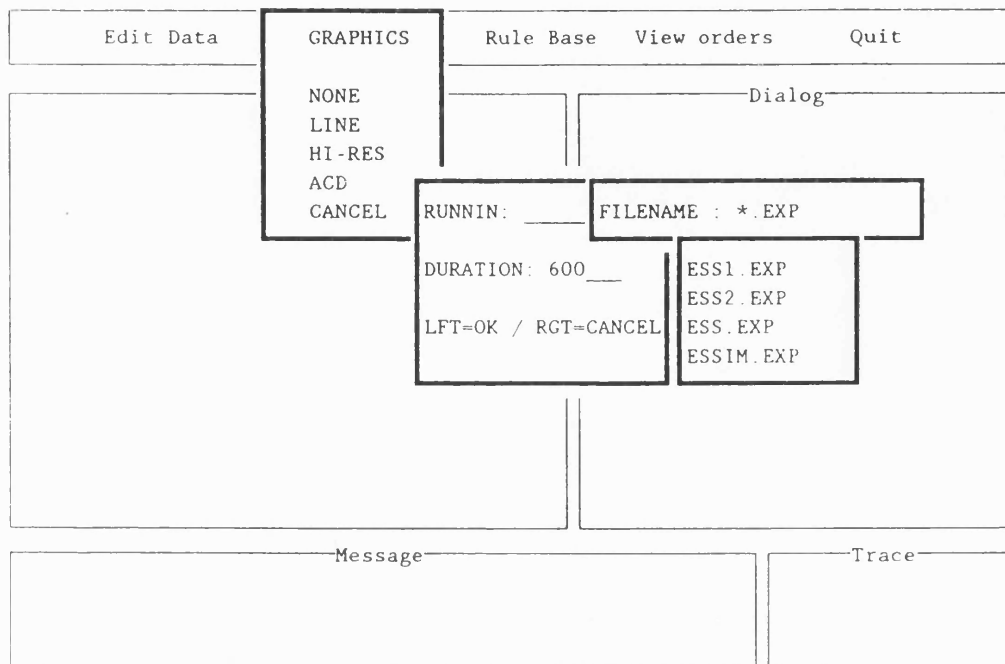 Edit Data GRAPHICS Rule Base View orders Quit
NONE
LINE
HI-RES
ACD
CANCEL
Dialog
RUNNIN: _____
FILENAME : *.EXP
DURATION: 600___
LFT=OK / RGT=CANCEL
ESS1.EXP
ESS2.EXP
ESS.EXP
ESSIM.EXP
Message
Trace